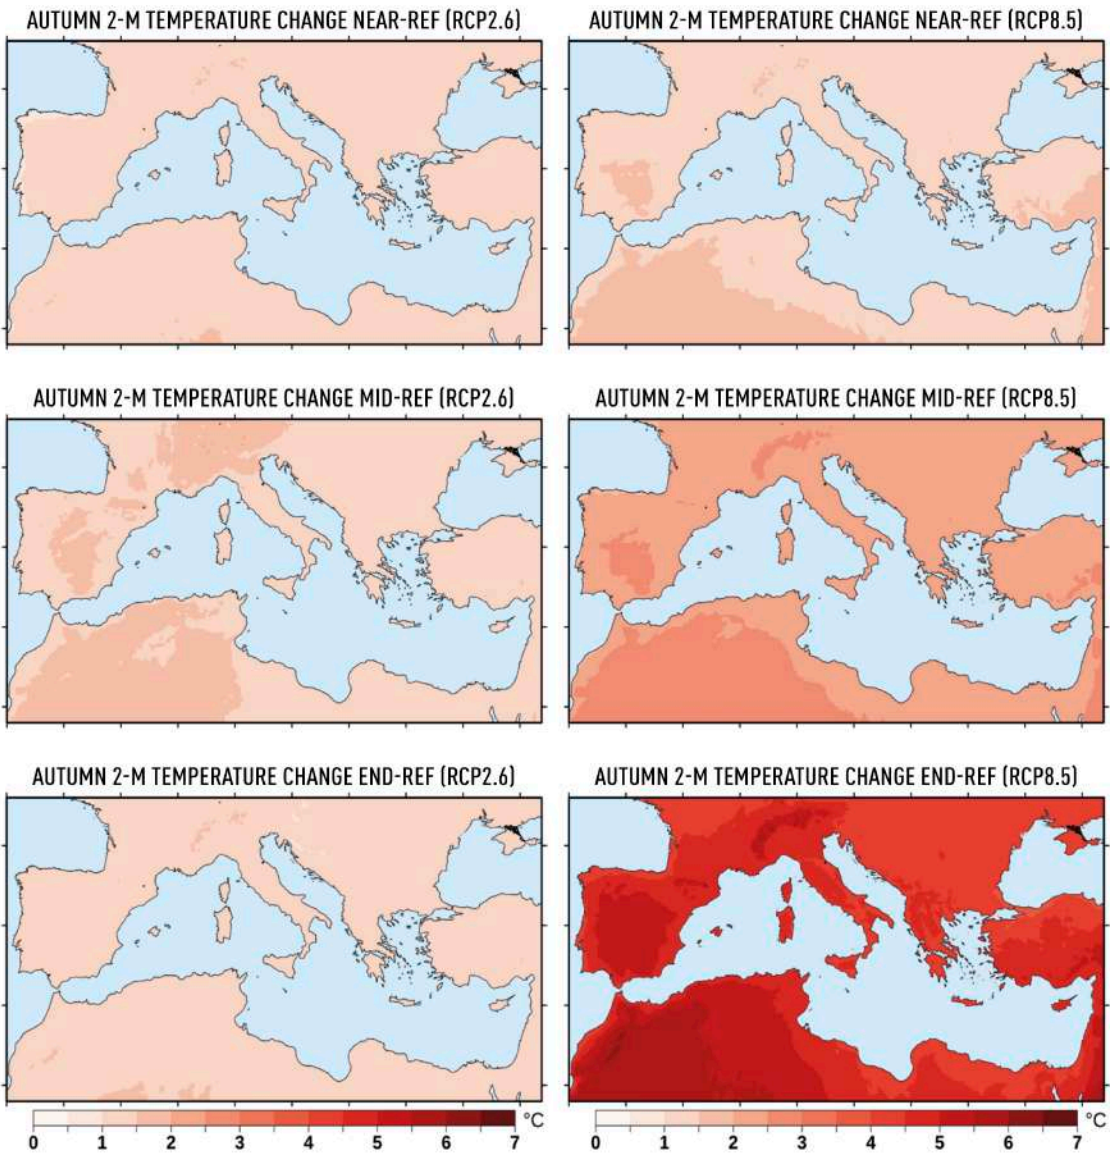 AUTUMN 2-M TEMPERATURE CHANGE NEAR-REF (RCP2.6)
AUTUMN 2-M TEMPERATURE CHANGE NEAR-REF (RCP8.5)
AUTUMN 2-M TEMPERATURE CHANGE MID-REF (RCP2.6)
AUTUMN 2-M TEMPERATURE CHANGE MID-REF (RCP8.5)
AUTUMN 2-M TEMPERATURE CHANGE END-REF (RCP2.6)
AUTUMN 2-M TEMPERATURE CHANGE END-REF (RCP8.5)
°C
0 1 2 3 4 5 6 7
°C
0 1 2 3 4 5 6 7